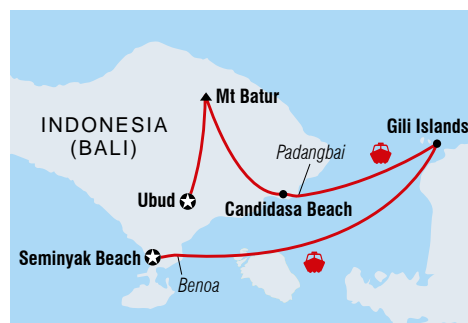 Mt Batur
Gili Islands
INDONESIA
(BALI)
Padangbai
Ubud
Candidasa Beach
Seminyak Beach
Benoa